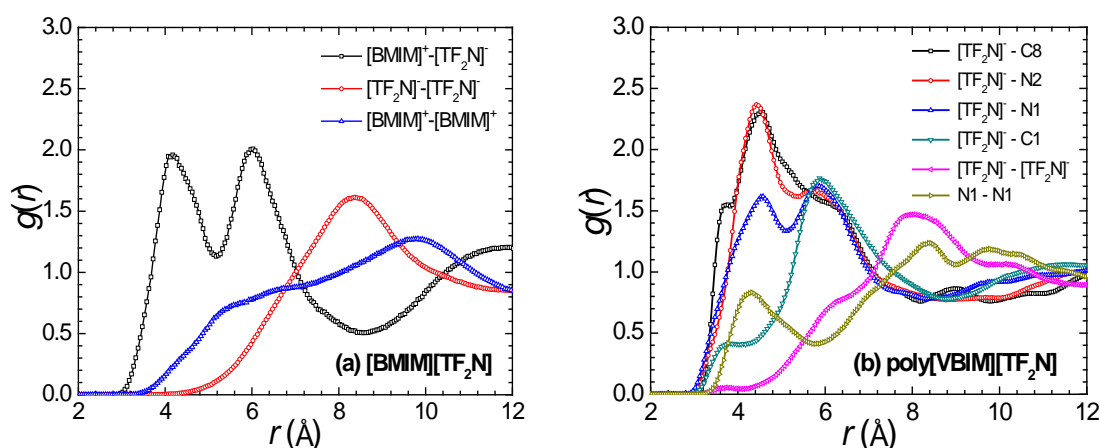 3.0
2.5
2.0
1.5
1.0
0.5
0.0
g(r)
[BMIM]⁺-[TF₂N]⁻
[TF₂N]⁻-[TF₂N]⁻
[BMIM]⁺-[BMIM]⁺
(a) [BMIM][TF₂N]
2 4 6 8 10 12
r (Å)
3.0
2.5
2.0
1.5
1.0
0.5
0.0
g(r)
[TF₂N]⁻ - C8
[TF₂N]⁻ - N2
[TF₂N]⁻ - N1
[TF₂N]⁻ - C1
[TF₂N]⁻ - [TF₂N]⁻
N1 - N1
(b) poly[VBIM][TF₂N]
2 4 6 8 10 12
r (Å)